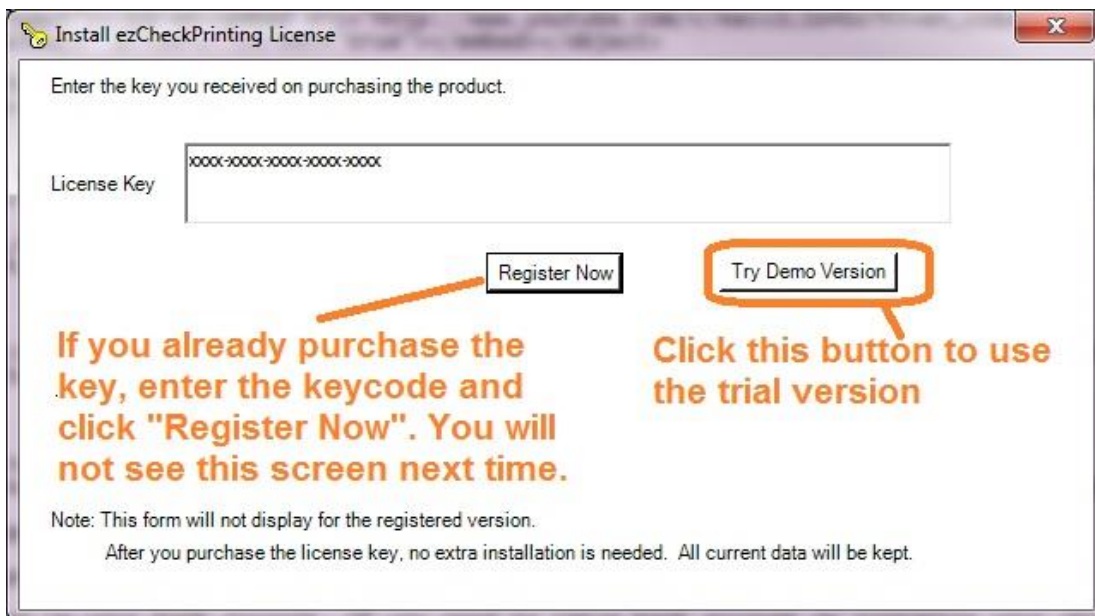 Install ezCheckPrinting License
Enter the key you received on purchasing the product.
License Key
xxxx-xxxx-xxxx-xxxx-xxxx
Register Now
Try Demo Version
If you already purchase the
key, enter the keycode and
click "Register Now". You will
not see this screen next time.
Click this button to use
the trial version
Note: This form will not display for the registered version.
After you purchase the license key, no extra installation is needed. All current data will be kept.